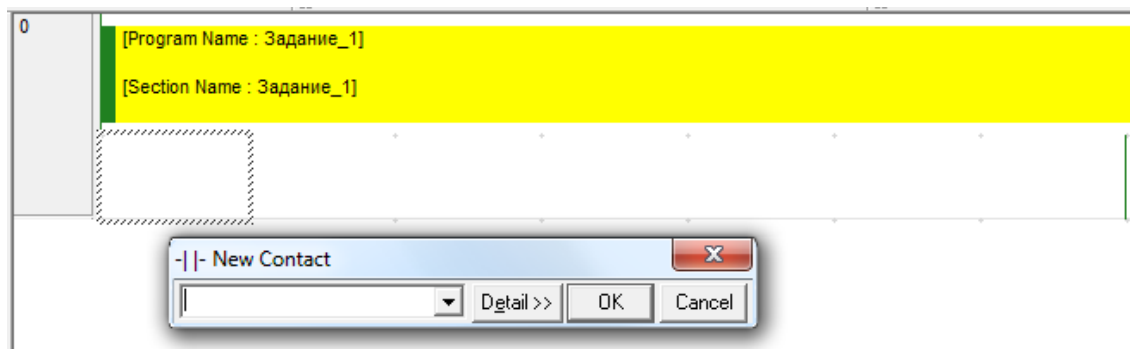 0
[Program Name : Задание_1]
[Section Name : Задание_1]
-| |- New Contact
Detail >>
OK
Cancel